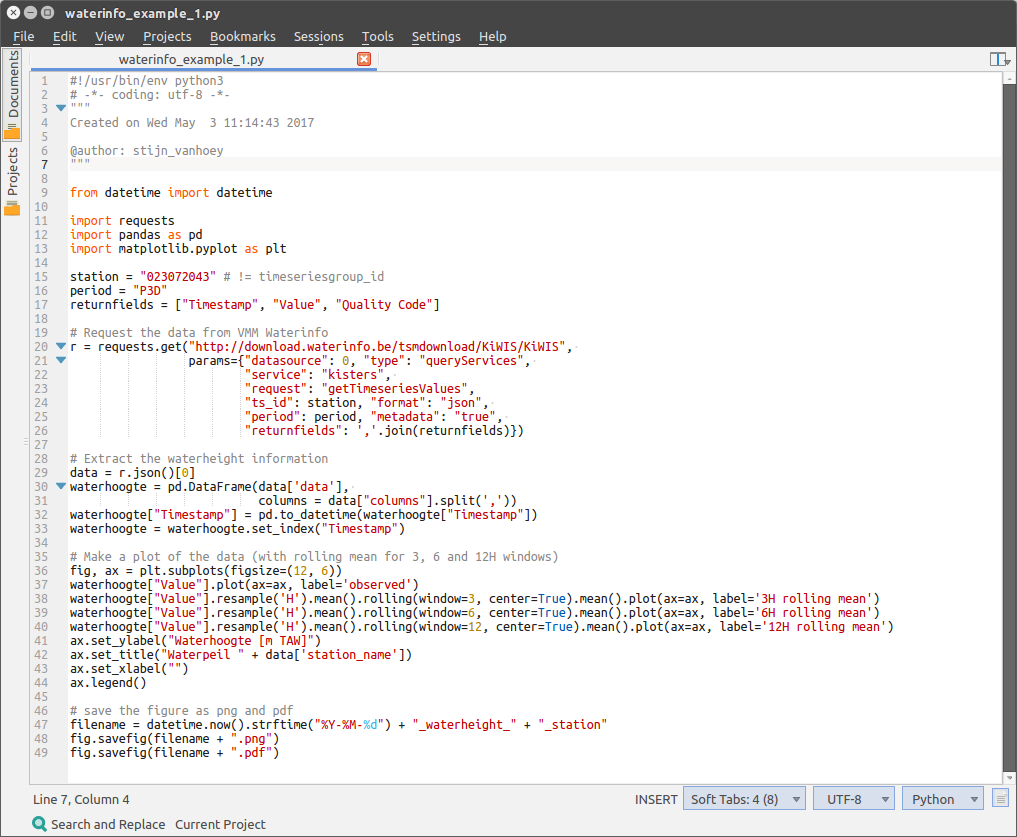 waterinfo_example_1.py
File Edit View Projects Bookmarks Sessions Tools Settings Help
waterinfo_example_1.py
Documents
Projects
1 #!/usr/bin/env python3
2 # -*- coding: utf-8 -*-
3 """
4 Created on Wed May  3 11:14:43 2017
5
6 @author: stijn_vanhoey
7 """
8
9 from datetime import datetime
10
11 import requests
12 import pandas as pd
13 import matplotlib.pyplot as plt
14
15 station = "023072043" # != timeseriesgroup_id
16 period = "P3D"
17 returnfields = ["Timestamp", "Value", "Quality Code"]
18
19 # Request the data from VMM Waterinfo
20 r = requests.get("http://download.waterinfo.be/tsmdownload/KiWIS/KiWIS",
21                  params={"datasource": 0, "type": "queryServices",
22                          "service": "kisters",
23                          "request": "getTimeseriesValues",
24                          "ts_id": station, "format": "json",
25                          "period": period, "metadata": "true",
26                          "returnfields": ','.join(returnfields)})
27
28 # Extract the waterheight information
29 data = r.json()[0]
30 waterhoogte = pd.DataFrame(data['data'],
31                            columns = data["columns"].split(','))
32 waterhoogte["Timestamp"] = pd.to_datetime(waterhoogte["Timestamp"])
33 waterhoogte = waterhoogte.set_index("Timestamp")
34
35 # Make a plot of the data (with rolling mean for 3, 6 and 12H windows)
36 fig, ax = plt.subplots(figsize=(12, 6))
37 waterhoogte["Value"].plot(ax=ax, label='observed')
38 waterhoogte["Value"].resample('H').mean().rolling(window=3, center=True).mean().plot(ax=ax, label='3H rolling mean')
39 waterhoogte["Value"].resample('H').mean().rolling(window=6, center=True).mean().plot(ax=ax, label='6H rolling mean')
40 waterhoogte["Value"].resample('H').mean().rolling(window=12, center=True).mean().plot(ax=ax, label='12H rolling mean')
41 ax.set_ylabel("Waterhoogte [m TAW]")
42 ax.set_title("Waterpeil " + data['station_name'])
43 ax.set_xlabel("")
44 ax.legend()
45
46 # save the figure as png and pdf
47 filename = datetime.now().strftime("%Y-%M-%d") + "_waterheight_" + "_station"
48 fig.savefig(filename + ".png")
49 fig.savefig(filename + ".pdf")
Line 7, Column 4 INSERT Soft Tabs: 4 (8) UTF-8 Python
Search and Replace Current Project